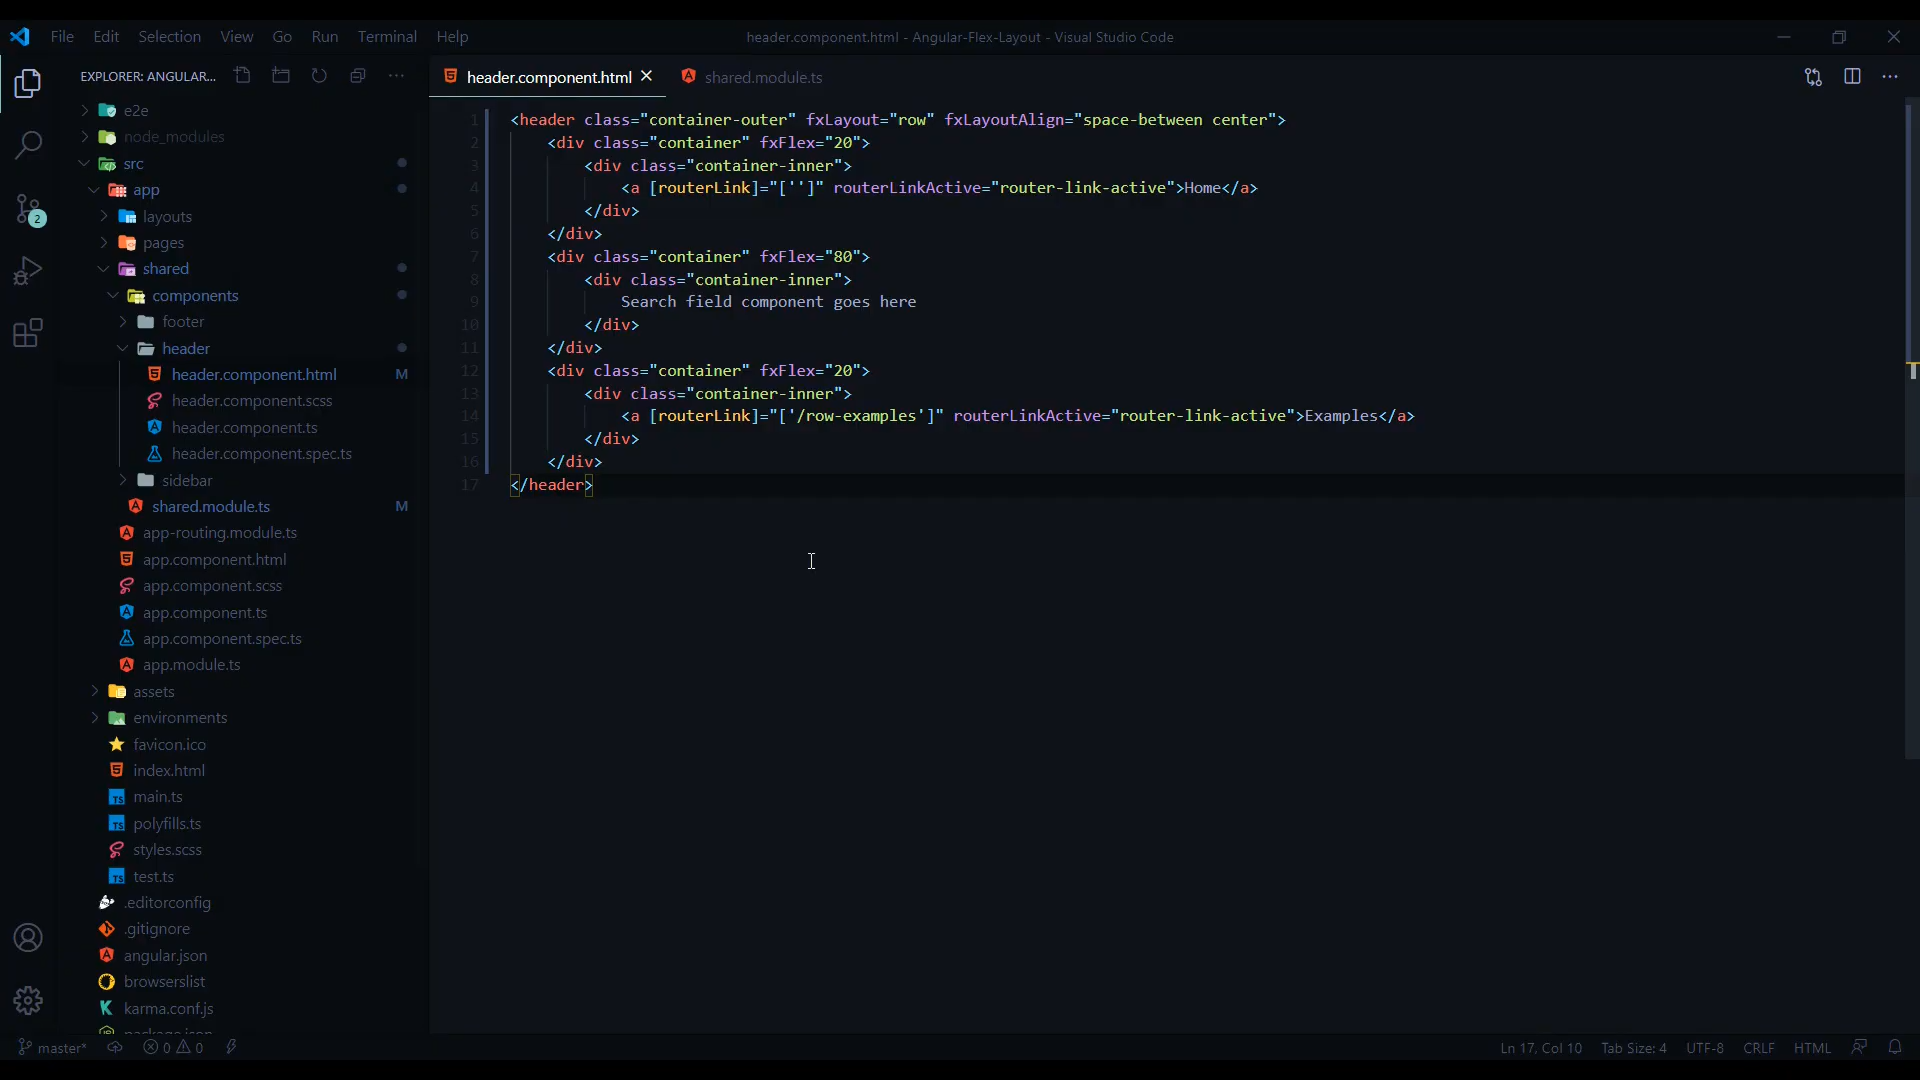 File Edit Selection View Go Run Terminal Help
header.component.html - Angular-Flex-Layout - Visual Studio Code
EXPLORER: ANGULAR...
e2e
node_modules
src
app
layouts
pages
shared
components
footer
header
header.component.html M
header.component.scss
header.component.ts
header.component.spec.ts
sidebar
shared.module.ts M
app-routing.module.ts
app.component.html
app.component.scss
app.component.ts
app.component.spec.ts
app.module.ts
assets
environments
favicon.ico
index.html
main.ts
polyfills.ts
styles.scss
test.ts
.editorconfig
.gitignore
angular.json
browserslist
karma.conf.js
package.json
2
header.component.html shared.module.ts
1 <header class="container-outer" fxLayout="row" fxLayoutAlign="space-between center">
2 <div class="container" fxFlex="20">
3 <div class="container-inner">
4 <a [routerLink]="['']" routerLinkActive="router-link-active">Home</a>
5 </div>
6 </div>
7 <div class="container" fxFlex="80">
8 <div class="container-inner">
9 Search field component goes here
10 </div>
11 </div>
12 <div class="container" fxFlex="20">
13 <div class="container-inner">
14 <a [routerLink]="['/row-examples']" routerLinkActive="router-link-active">Examples</a>
15 </div>
16 </div>
17 </header>
master* 0 0 Ln 17, Col 10 Tab Size: 4 UTF-8 CRLF HTML